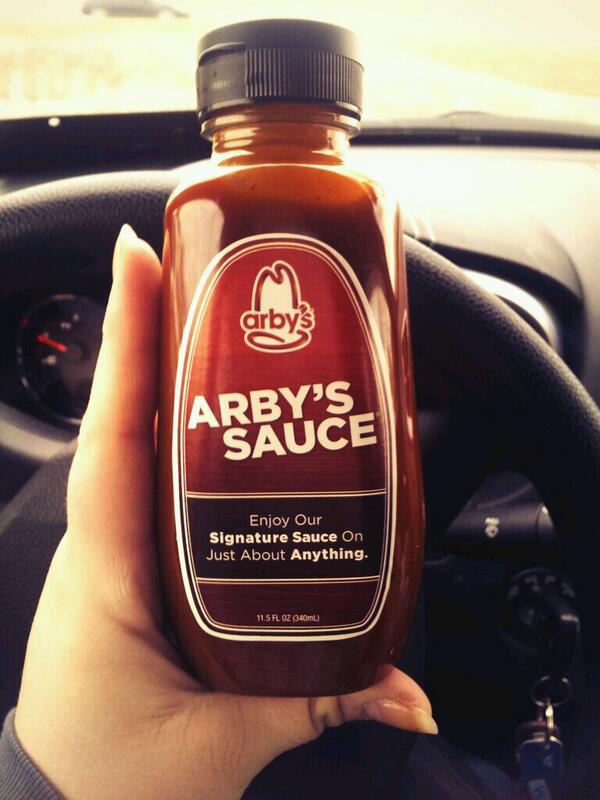 arby's
ARBY'S
SAUCE
Enjoy Our
Signature Sauce On
Just About Anything.
11.5 FL OZ (340mL)